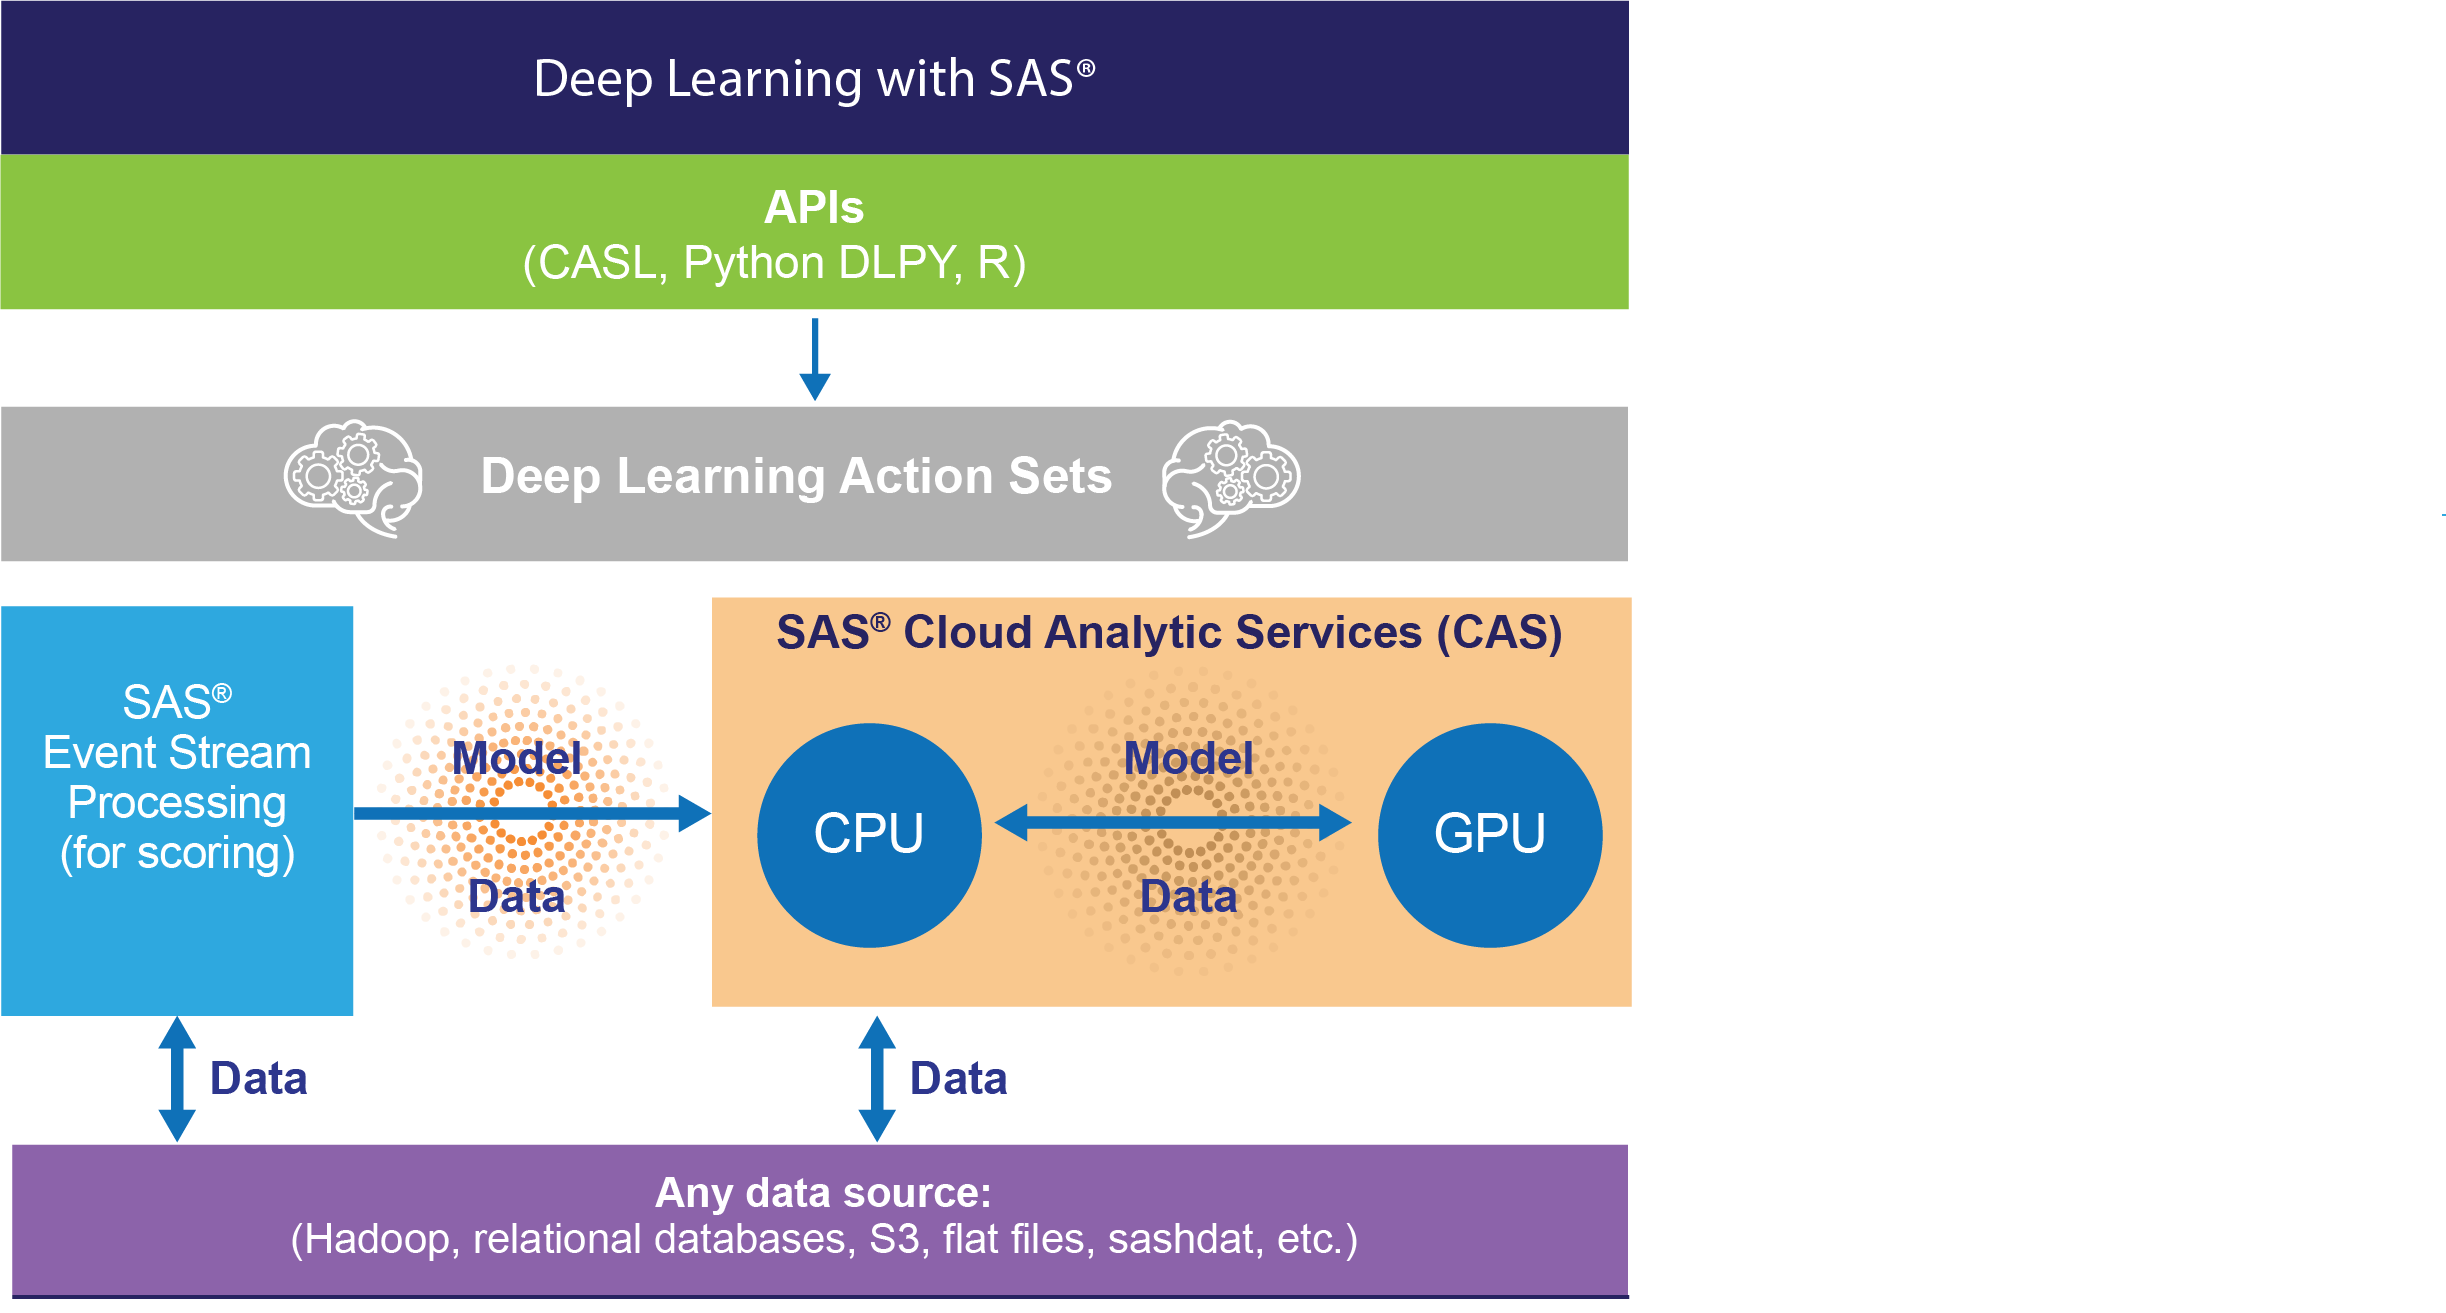 Deep Learning with SAS®
APIs
(CASL, Python DLPY, R)
Deep Learning Action Sets
SAS®
Event Stream
Processing
(for scoring)
Model
Data
SAS® Cloud Analytic Services (CAS)
CPU
Model
Data
GPU
Data
Data
Any data source:
(Hadoop, relational databases, S3, flat files, sashdat, etc.)